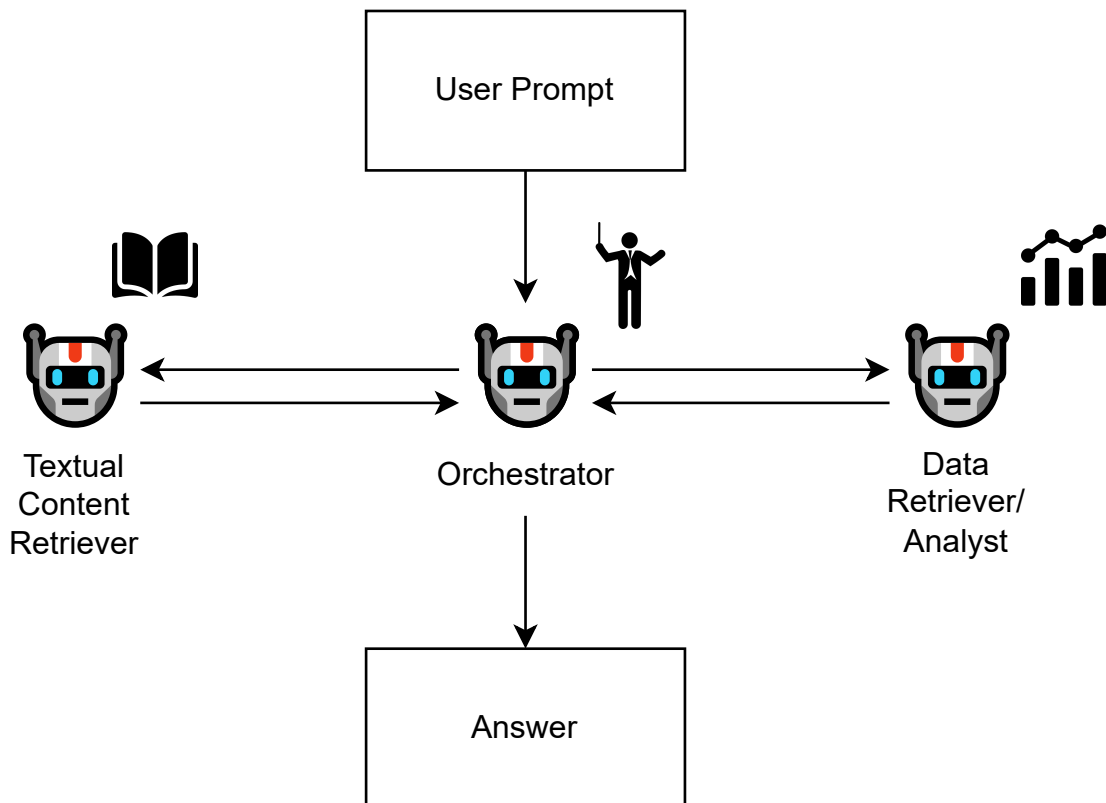 User Prompt
Textual
Content
Retriever
Orchestrator
Data
Retriever/
Analyst
Answer